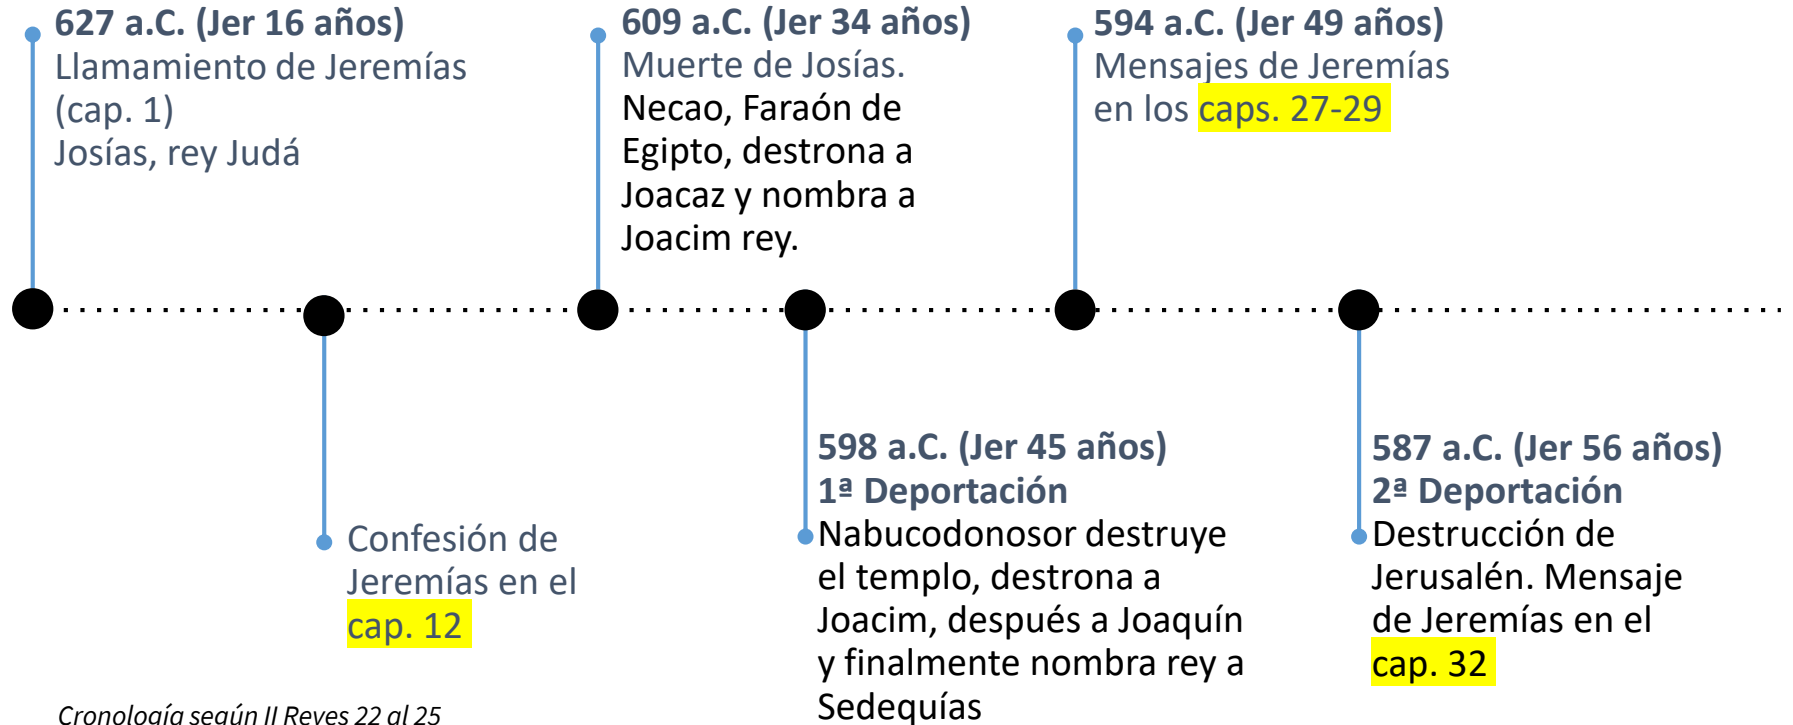 627 a.C. (Jer 16 años)
Llamamiento de Jeremías
(cap. 1)
Josías, rey Judá
Confesión de
Jeremías en el
cap. 12
609 a.C. (Jer 34 años)
Muerte de Josías.
Necao, Faraón de
Egipto, destrona a
Joacaz y nombra a
Joacim rey.
598 a.C. (Jer 45 años)
1ª Deportación
Nabucodonosor destruye
el templo, destrona a
Joacim, después a Joaquín
y finalmente nombra rey a
Sedequías
594 a.C. (Jer 49 años)
Mensajes de Jeremías
en los caps. 27-29
587 a.C. (Jer 56 años)
2ª Deportación
Destrucción de
Jerusalén. Mensaje
de Jeremías en el
cap. 32
Cronología según II Reyes 22 al 25